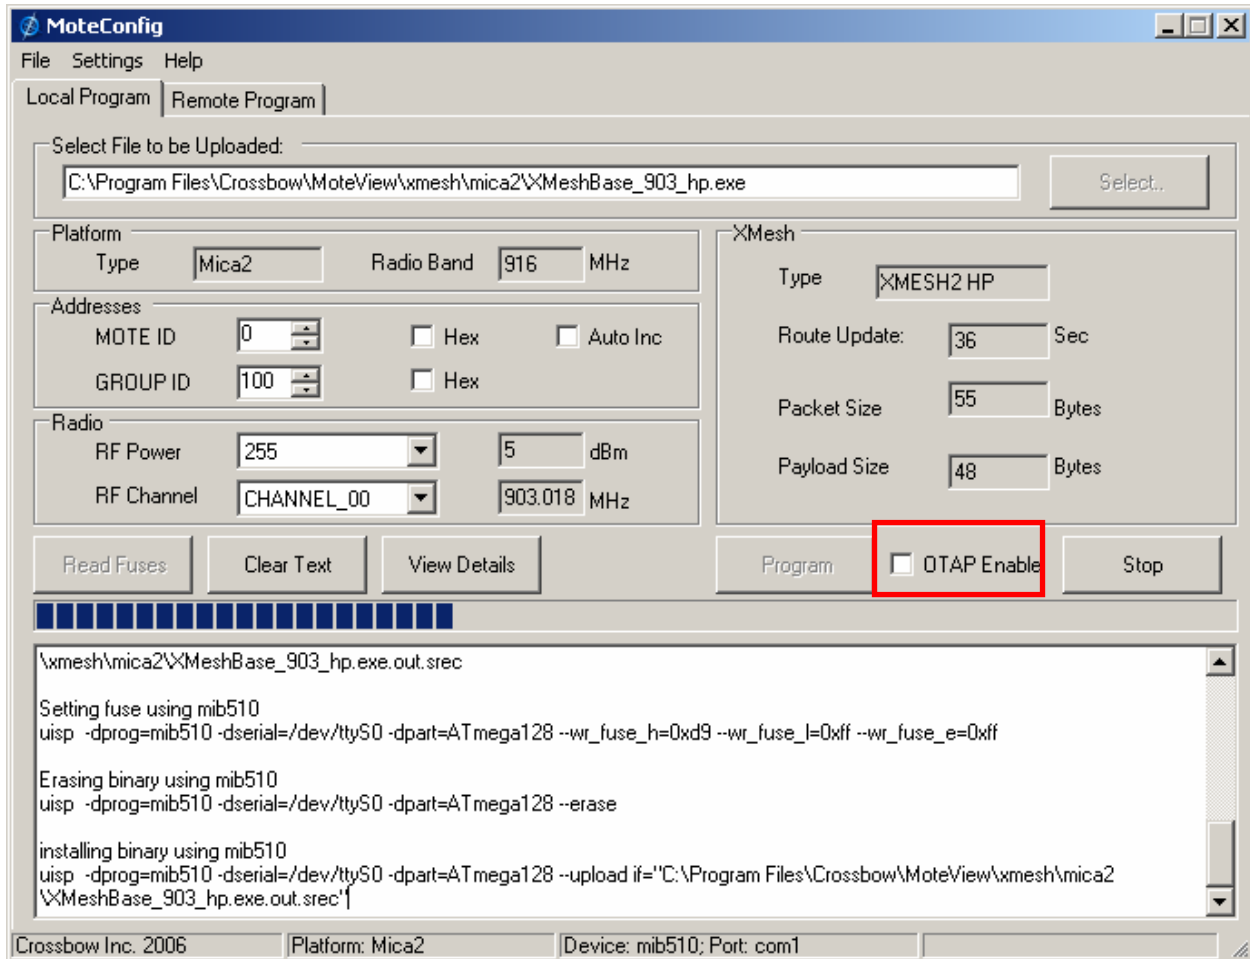 MoteConfig
File Settings Help
Local Program Remote Program
Select File to be Uploaded:
C:\Program Files\Crossbow\MoteView\xmesh\mica2\XMeshBase_903_hp.exe Select..
Platform
Type Mica2 Radio Band 916 MHz
Addresses
MOTE ID 0 Hex Auto Inc
GROUP ID 100 Hex
Radio
RF Power 255 5 dBm
RF Channel CHANNEL_00 903.018 MHz
XMesh
Type XMESH2 HP
Route Update: 36 Sec
Packet Size 55 Bytes
Payload Size 48 Bytes
Read Fuses Clear Text View Details Program OTAP Enable Stop
\xmesh\mica2\XMeshBase_903_hp.exe.out.srec
Setting fuse using mib510
uisp -dprog=mib510 -dserial=/dev/ttyS0 -dpart=ATmega128 --wr_fuse_h=0xd9 --wr_fuse_l=0xff --wr_fuse_e=0xff
Erasing binary using mib510
uisp -dprog=mib510 -dserial=/dev/ttyS0 -dpart=ATmega128 --erase
installing binary using mib510
uisp -dprog=mib510 -dserial=/dev/ttyS0 -dpart=ATmega128 --upload if="C:\Program Files\Crossbow\MoteView\xmesh\mica2
\XMeshBase_903_hp.exe.out.srec"
Crossbow Inc. 2006 Platform: Mica2 Device: mib510; Port: com1